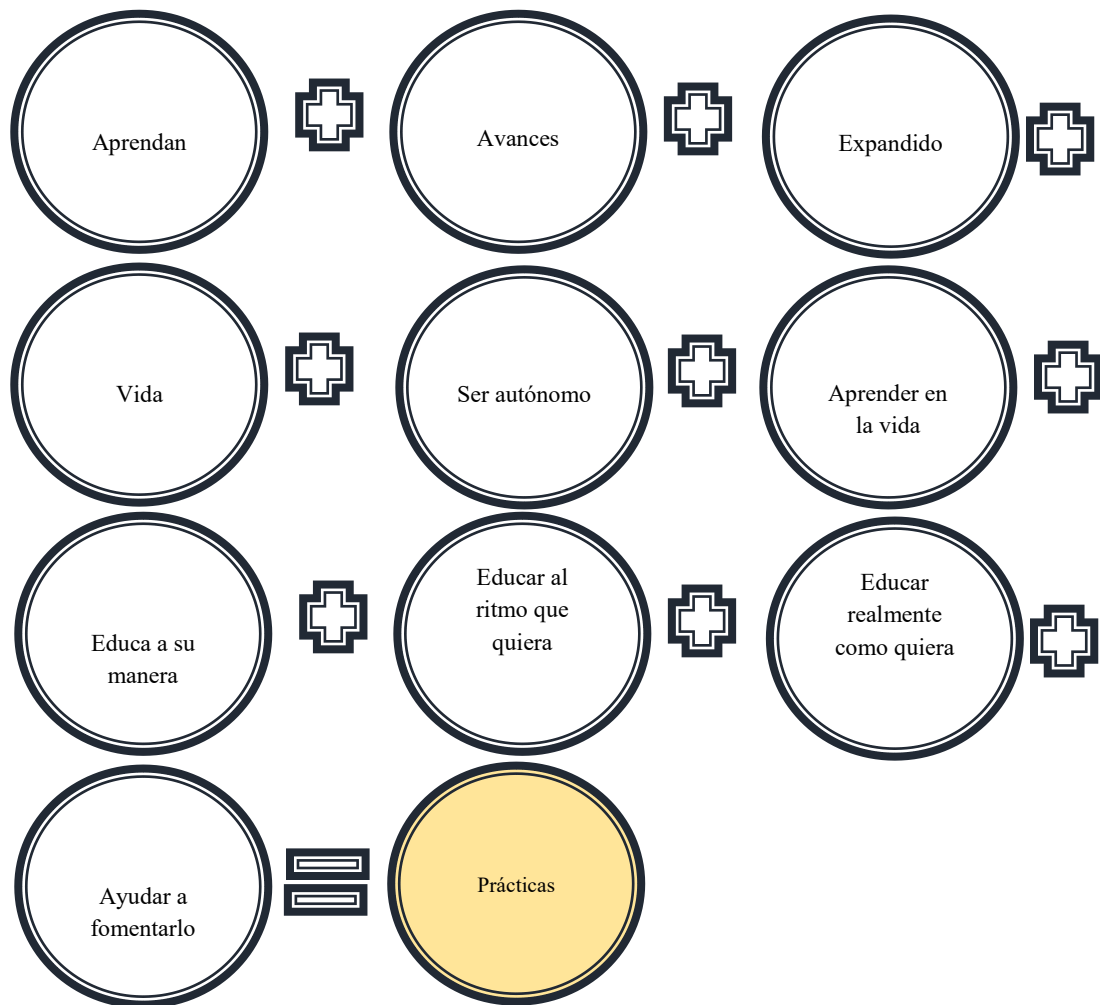 Aprendan
Avances
Expandido
Vida
Ser autónomo
Aprender en
la vida
Educa a su
manera
Educar al
ritmo que
quiera
Educar
realmente
como quiera
Ayudar a
fomentarlo
Prácticas